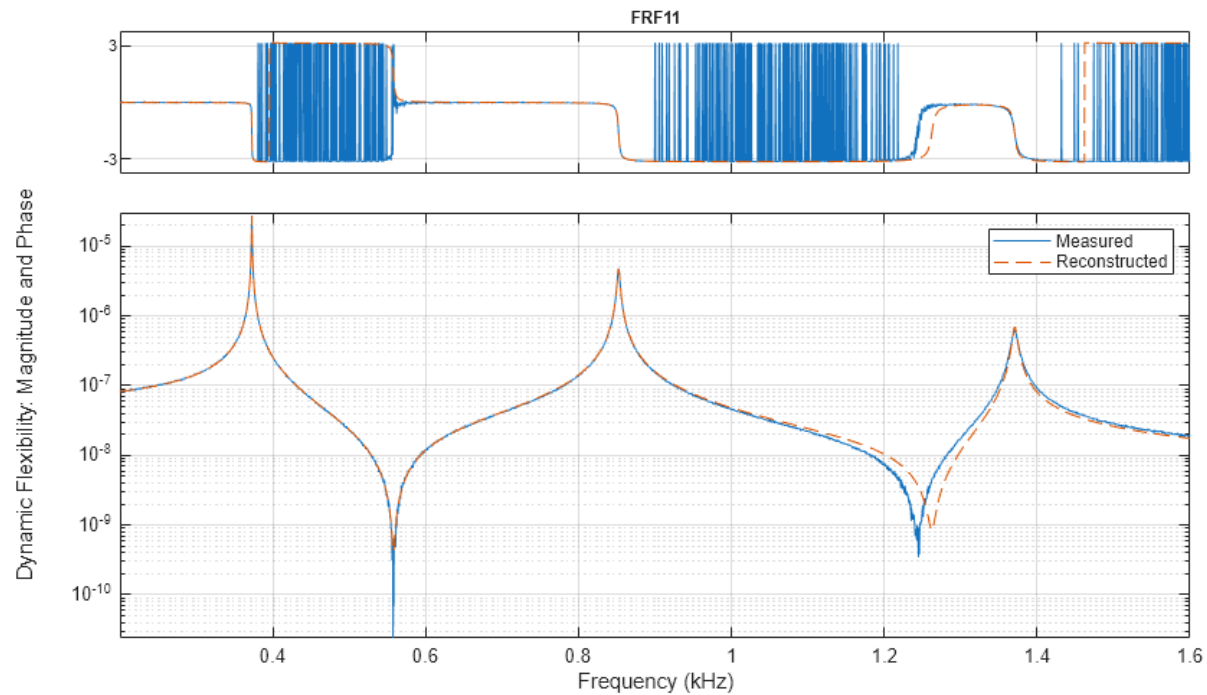 FRF11
3
-3
Dynamic Flexibility: Magnitude and Phase
10^-5
10^-6
10^-7
10^-8
10^-9
10^-10
Measured
Reconstructed
0.4 0.6 0.8 1 1.2 1.4 1.6
Frequency (kHz)